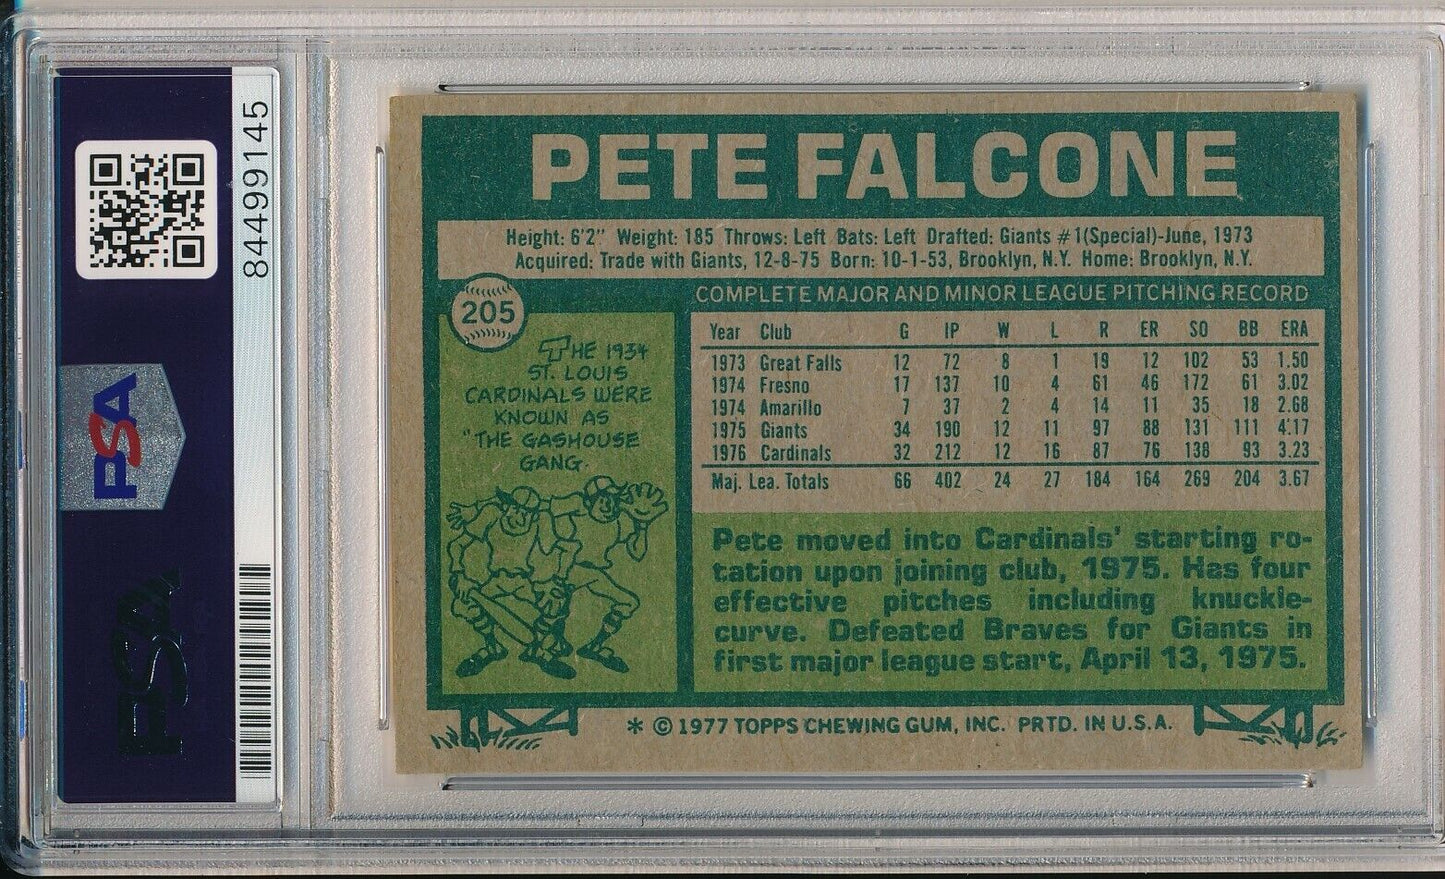 PSA
84499145
PSA
PETE FALCONE
Height: 6'2" Weight: 185 Throws: Left Bats: Left Drafted: Giants #1(Special)-June, 1973
Acquired: Trade with Giants, 12-8-75 Born: 10-1-53, Brooklyn, N.Y. Home: Brooklyn, N.Y.
205
THE 1934
ST. LOUIS
CARDINALS WERE
KNOWN AS
"THE GASHOUSE
GANG.
COMPLETE MAJOR AND MINOR LEAGUE PITCHING RECORD
Year Club G IP W L R ER SO BB ERA
1973 Great Falls 12 72 8 1 19 12 102 53 1.50
1974 Fresno 17 137 10 4 61 46 172 61 3.02
1974 Amarillo 7 37 2 4 14 11 35 18 2.68
1975 Giants 34 190 12 11 97 88 131 111 4.17
1976 Cardinals 32 212 12 16 87 76 138 93 3.23
Maj. Lea. Totals 66 402 24 27 184 164 269 204 3.67
Pete moved into Cardinals' starting ro-
tation upon joining club, 1975. Has four
effective pitches including knuckle-
curve. Defeated Braves for Giants in
first major league start, April 13, 1975.
* © 1977 TOPPS CHEWING GUM, INC. PRTD. IN U.S.A.